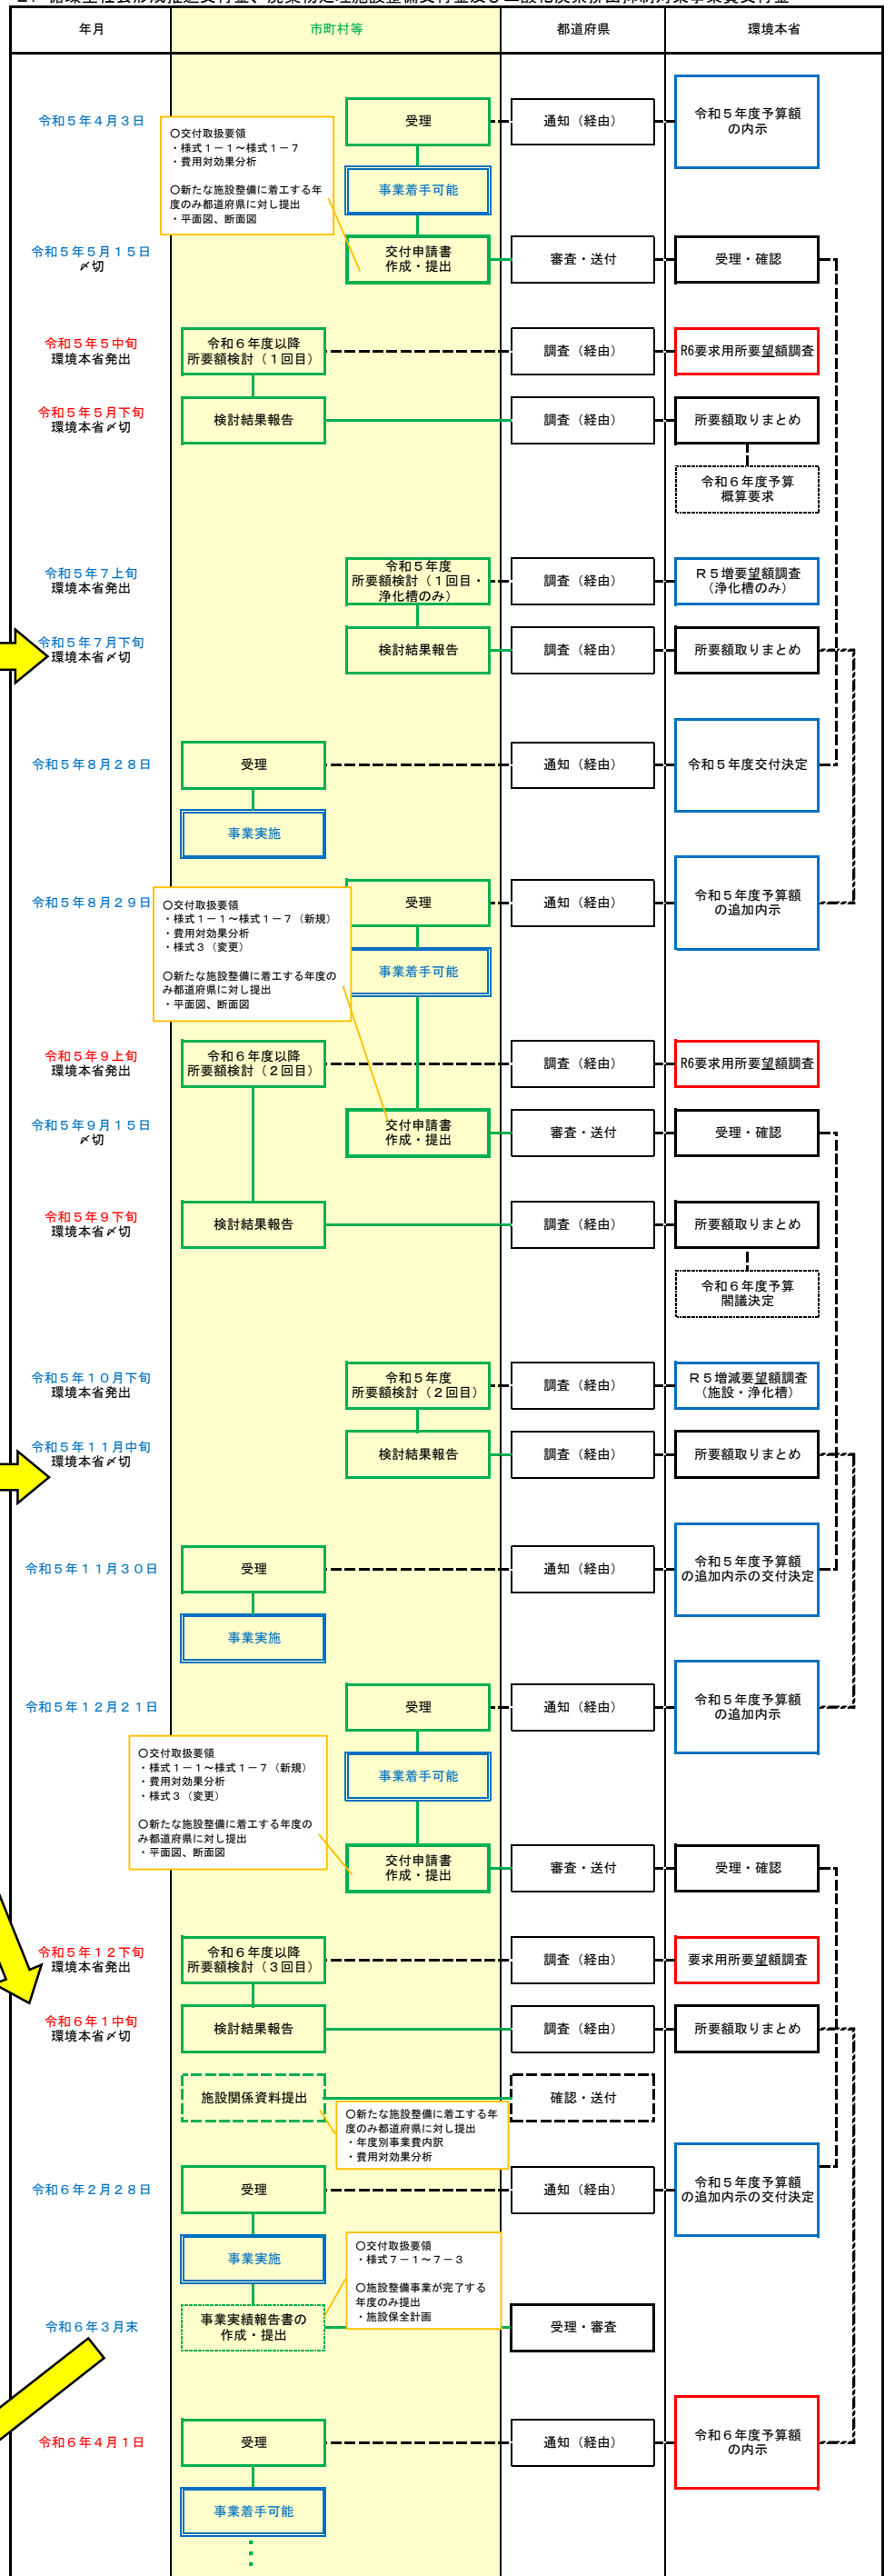 年月
市町村等
都道府県
環境本省
令和５年４月３日
受理
通知（経由）
令和５年度予算額
の内示
〇交付取扱要領
・様式１－１～様式１－７
・費用対効果分析
〇新たな施設整備に着工する年
度のみ都道府県に対し提出
・平面図、断面図
事業着手可能
令和５年５月１５日
〆切
交付申請書
作成・提出
審査・送付
受理・確認
令和５年５中旬
環境本省発出
令和６年度以降
所要額検討（１回目）
調査（経由）
R6要求用所要望額調査
令和５年５月下旬
環境本省〆切
検討結果報告
調査（経由）
所要額取りまとめ
令和６年度予算
概算要求
令和５年７上旬
環境本省発出
令和５年度
所要額検討（１回目・
浄化槽のみ）
調査（経由）
Ｒ５増要望額調査
（浄化槽のみ）
令和５年７月下旬
環境本省〆切
検討結果報告
調査（経由）
所要額取りまとめ
令和５年８月２８日
受理
通知（経由）
令和５年度交付決定
事業実施
令和５年８月２９日
受理
通知（経由）
令和５年度予算額
の追加内示
〇交付取扱要領
・様式１－１～様式１－７（新規）
・費用対効果分析
・様式３（変更）
〇新たな施設整備に着工する年度の
み都道府県に対し提出
・平面図、断面図
事業着手可能
令和５年９上旬
環境本省発出
令和６年度以降
所要額検討（２回目）
調査（経由）
R6要求用所要望額調査
令和５年９月１５日
〆切
交付申請書
作成・提出
審査・送付
受理・確認
令和５年９下旬
環境本省〆切
検討結果報告
調査（経由）
所要額取りまとめ
令和６年度予算
閣議決定
令和５年１０月下旬
環境本省発出
令和５年度
所要額検討（２回目）
調査（経由）
Ｒ５増減要望額調査
（施設・浄化槽）
令和５年１１月中旬
環境本省〆切
検討結果報告
調査（経由）
所要額取りまとめ
令和５年１１月３０日
受理
通知（経由）
令和５年度予算額
の追加内示の交付決定
事業実施
令和５年１２月２１日
受理
通知（経由）
令和５年度予算額
の追加内示
〇交付取扱要領
・様式１－１～様式１－７（新規）
・費用対効果分析
・様式３（変更）
〇新たな施設整備に着工する年度の
み都道府県に対し提出
・平面図、断面図
事業着手可能
交付申請書
作成・提出
審査・送付
受理・確認
令和５年１２下旬
環境本省発出
令和６年度以降
所要額検討（３回目）
調査（経由）
要求用所要望額調査
令和６年１中旬
環境本省〆切
検討結果報告
調査（経由）
所要額取りまとめ
施設関係資料提出
確認・送付
〇新たな施設整備に着工する年
度のみ都道府県に対し提出
・年度別事業費内訳
・費用対効果分析
令和６年２月２８日
受理
通知（経由）
令和５年度予算額
の追加内示の交付決定
事業実施
〇交付取扱要領
・様式７－１～７－３
〇施設整備事業が完了する
年度のみ提出
・施設保全計画
令和６年３月末
事業実績報告書の
作成・提出
受理・審査
令和６年４月１日
受理
通知（経由）
令和６年度予算額
の内示
事業着手可能